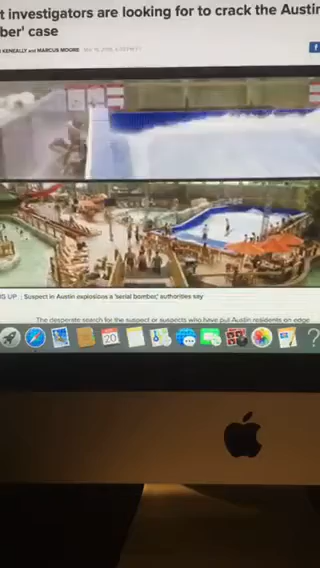 t investigators are looking for to crack the Austin
ber' case
KENEALLY and MARCUS MOORE
f
NG UP | Suspect in Austin explosions a 'serial bomber,' authorities say
The desperate search for the suspect or suspects who have put Austin residents on edge
20